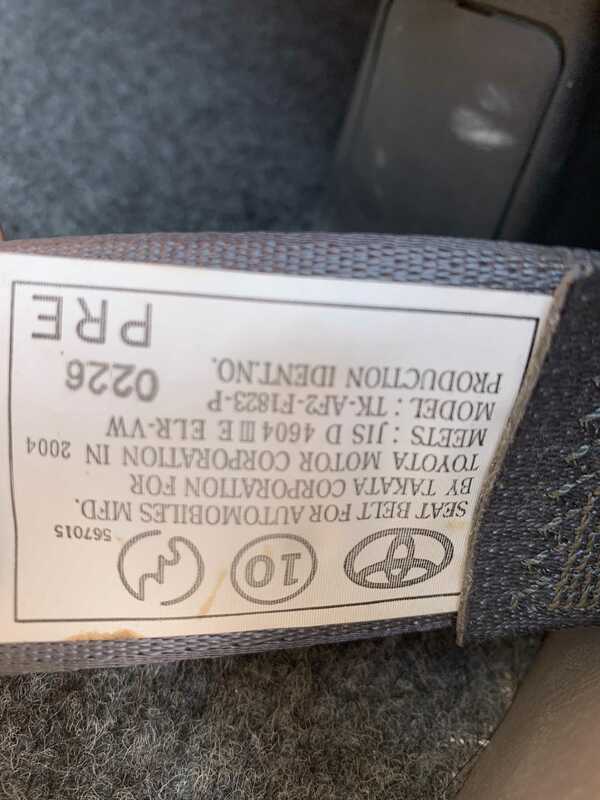 10
567015
SEAT BELT FOR AUTOMOBILES MFD.
BY TAKATA CORPORATION FOR
TOYOTA MOTOR CORPORATION IN 2004
MEETS : JIS D 4604 Ⅲ E ELR-VW
MODEL : TK-AF2-F1823-P
PRODUCTION IDENT.NO.
0226
PRE